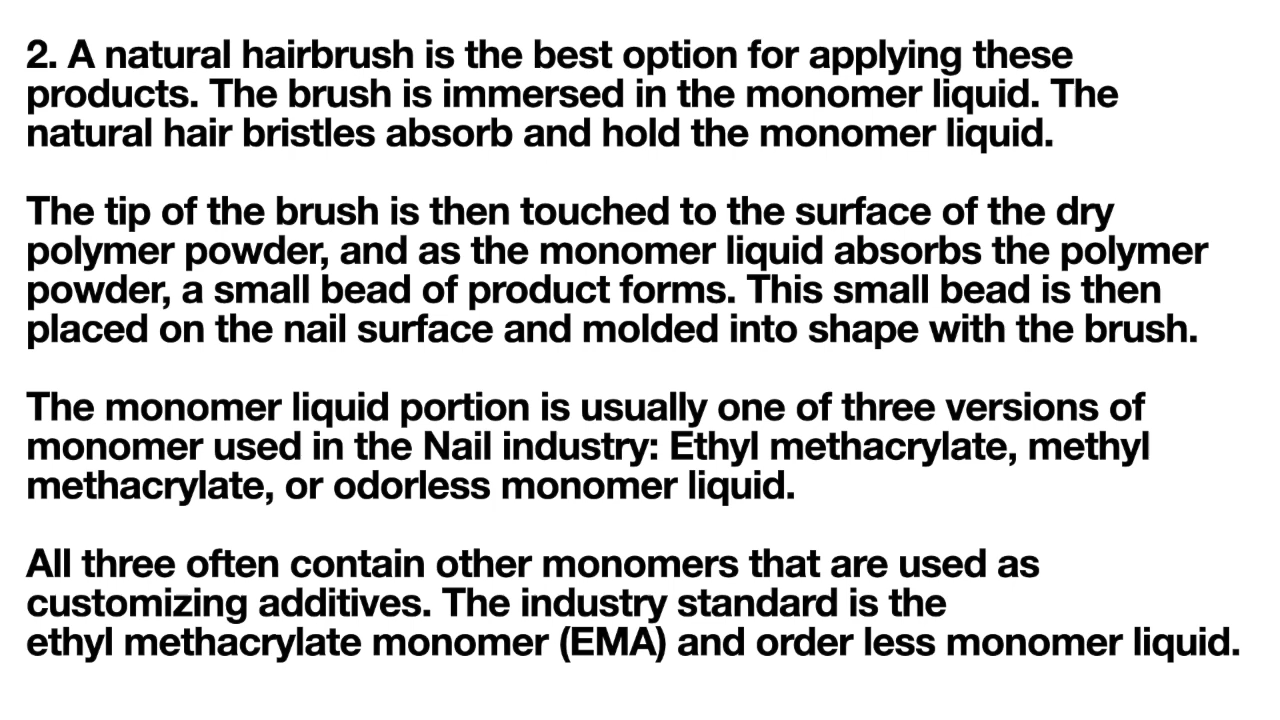 2. A natural hairbrush is the best option for applying these
products. The brush is immersed in the monomer liquid. The
natural hair bristles absorb and hold the monomer liquid.
The tip of the brush is then touched to the surface of the dry
polymer powder, and as the monomer liquid absorbs the polymer
powder, a small bead of product forms. This small bead is then
placed on the nail surface and molded into shape with the brush.
The monomer liquid portion is usually one of three versions of
monomer used in the Nail industry: Ethyl methacrylate, methyl
methacrylate, or odorless monomer liquid.
All three often contain other monomers that are used as
customizing additives. The industry standard is the
ethyl methacrylate monomer (EMA) and order less monomer liquid.